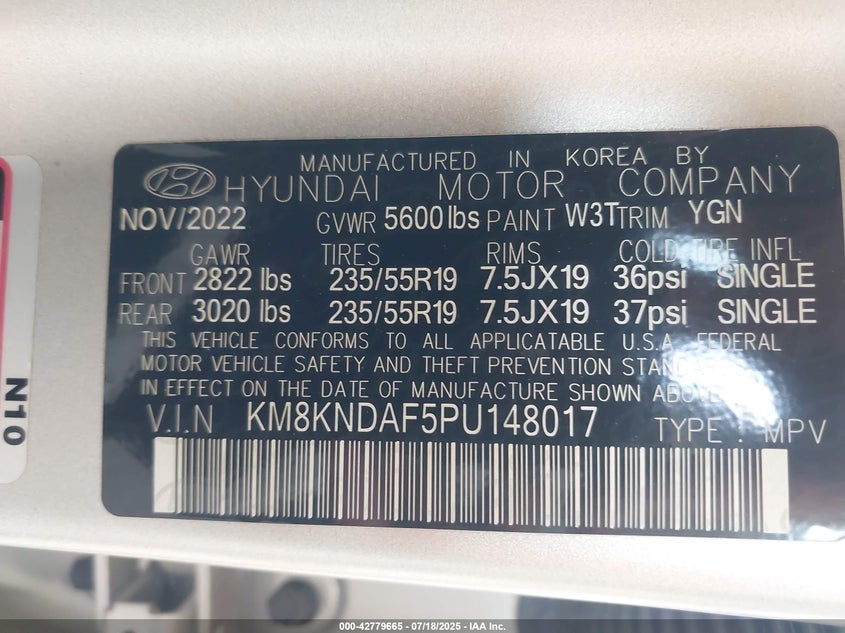 MANUFACTURED IN KOREA BY
HYUNDAI MOTOR COMPANY
NOV/2022 GVWR 5600 lbs PAINT W3T TRIM YGN
GAWR TIRES RIMS COLD TIRE INFL
FRONT 2822 lbs 235/55R19 7.5JX19 36psi SINGLE
REAR 3020 lbs 235/55R19 7.5JX19 37psi SINGLE
THIS VEHICLE CONFORMS TO ALL APPLICATABLE U.S.A. FEDERAL
MOTOR VEHICLE SAFETY AND THEFT PREVENTION STANDARDS
IN EFFECT ON THE DATE OF MANUFACTURE SHOWN ABOVE.
V.I.N KM8KNDAF5PU148017 TYPE : MPV
N10
000-42779665 - 07/18/2025 - IAA Inc.